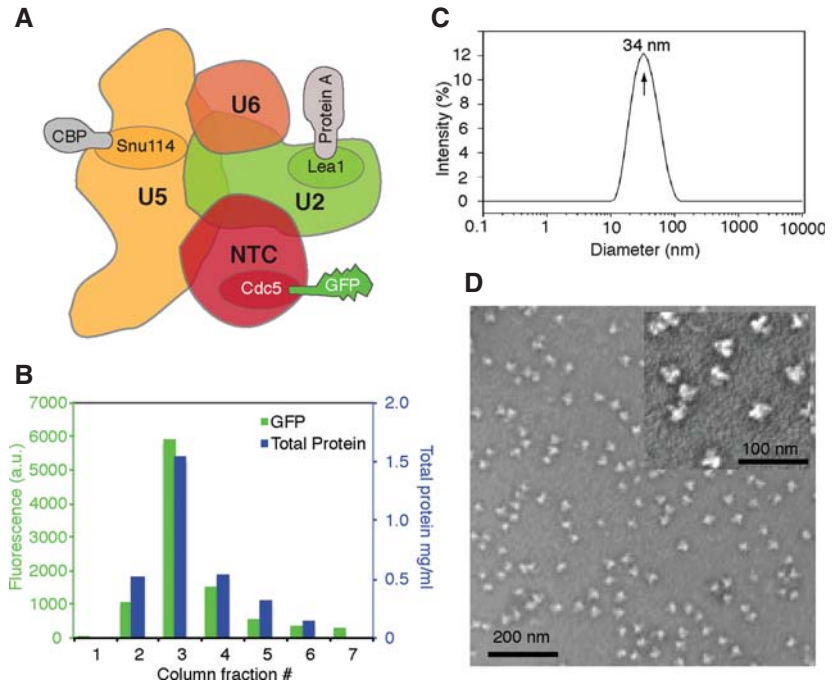 A
U6
Protein A
CBP
Snu114
Lea1
U5
U2
NTC
Cdc5
GFP
B
7000
6000
5000
4000
3000
2000
1000
0
Fluorescence (a.u.)
GFP
Total Protein
2.0
1.5
1.0
0.5
0
Total protein mg/ml
1 2 3 4 5 6 7
Column fraction #
C
34 nm
12
10
8
6
4
2
0
Intensity (%)
0.1 1 10 100 1000 10000
Diameter (nm)
D
100 nm
200 nm